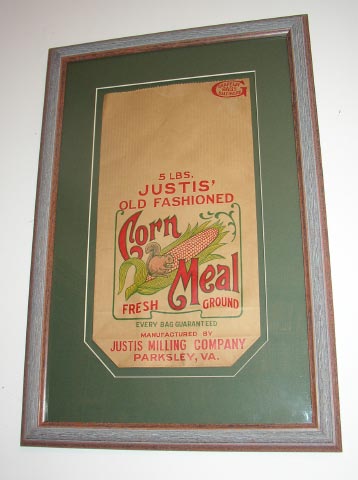 5 LBS.
JUSTIS'
OLD FASHIONED
Corn
Meal
FRESH GROUND
EVERY BAG GUARANTEED
MANUFACTURED BY
JUSTIS MILLING COMPANY
PARKSLEY, VA.